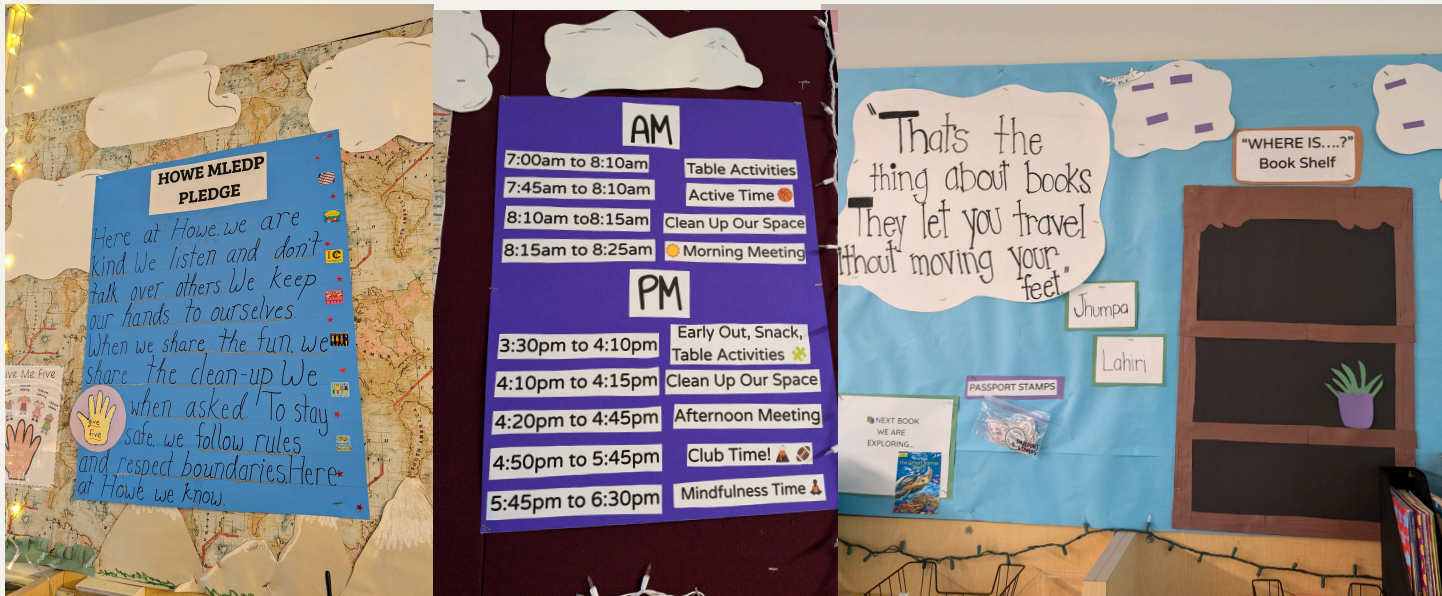 HOWE MLEDP
PLEDGE
Here at Howe, we are
kind We listen and don't
talk over others We keep
our hands to ourselves.
When we share the fun, we
share the clean-up We
when asked. To stay
safe we follow rules
and respect boundaries. Here
at Howe we know.
ive Me Five
Give
five
AM
7:00am to 8:10am Table Activities
7:45am to 8:10am Active Time 🏀
8:10am to8:15am Clean Up Our Space
8:15am to 8:25am ☀️ Morning Meeting
PM
3:30pm to 4:10pm Early Out, Snack,
Table Activities 🧩
4:10pm to 4:15pm Clean Up Our Space
4:20pm to 4:45pm Afternoon Meeting
4:50pm to 5:45pm Club Time! 🌋 🏈
5:45pm to 6:30pm Mindfulness Time 🧘
"Thats the
thing about books.
They let you travel
ithout moving your
feet."
Jhumpa
Lahiri
"WHERE IS....?"
Book Shelf
PASSPORT STAMPS
📚NEXT BOOK
WE ARE
EXPLORING...